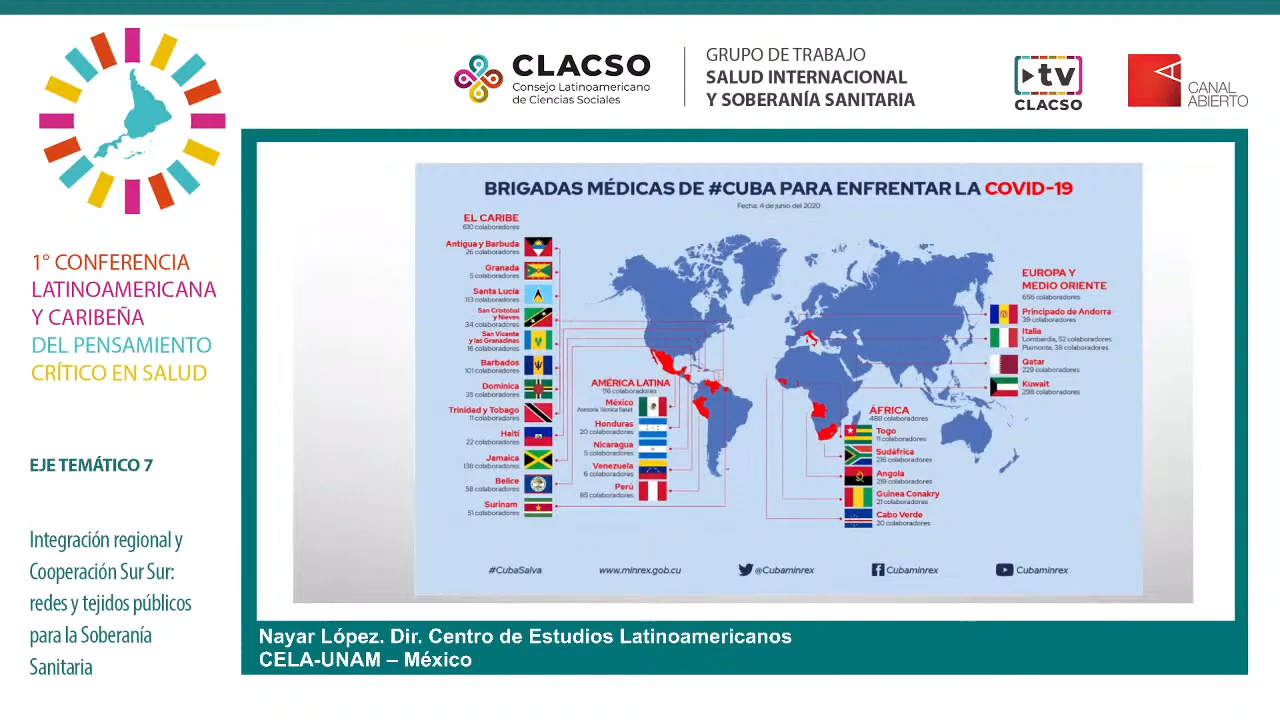 CLACSO
Consejo Latinoamericano
de Ciencias Sociales
GRUPO DE TRABAJO
SALUD INTERNACIONAL
Y SOBERANÍA SANITARIA
tv
CLACSO
CANAL
ABIERTO
1° CONFERENCIA
LATINOAMERICANA
Y CARIBEÑA
DEL PENSAMIENTO
CRÍTICO EN SALUD
EJE TEMÁTICO 7
Integración regional y
Cooperación Sur Sur:
redes y tejidos públicos
para la Soberanía
Sanitaria
BRIGADAS MÉDICAS DE #CUBA PARA ENFRENTAR LA COVID-19
Fecha: 4 de junio del 2020
EL CARIBE
610 colaboradores
Antigua y Barbuda
26 colaboradores
Granada
5 colaboradores
Santa Lucía
113 colaboradores
San Cristobal
y Nieves
34 colaboradores
San Vicente
y las Granadinas
16 colaboradores
Barbados
101 colaboradores
Dominica
35 colaboradores
Trinidad y Tobago
11 colaboradores
Haití
22 colaboradores
Jamaica
138 colaboradores
Belice
58 colaboradores
Surinam
51 colaboradores
AMÉRICA LATINA
116 colaboradores
México
Asesoría Técnica Salud
Honduras
20 colaboradores
Nicaragua
5 colaboradores
Venezuela
6 colaboradores
Perú
85 colaboradores
EUROPA Y
MEDIO ORIENTE
656 colaboradores
Principado de Andorra
39 colaboradores
Italia
Lombardía, 52 colaboradores
Piamonte, 38 colaboradores
Qatar
229 colaboradores
Kuwait
298 colaboradores
ÁFRICA
488 colaboradores
Togo
11 colaboradores
Sudáfrica
216 colaboradores
Angola
219 colaboradores
Guinea Conakry
21 colaboradores
Cabo Verde
20 colaboradores
#CubaSalva
www.minrex.gob.cu
@Cubaminrex
Cubaminrex
Cubaminrex
Nayar López. Dir. Centro de Estudios Latinoamericanos
CELA-UNAM – México